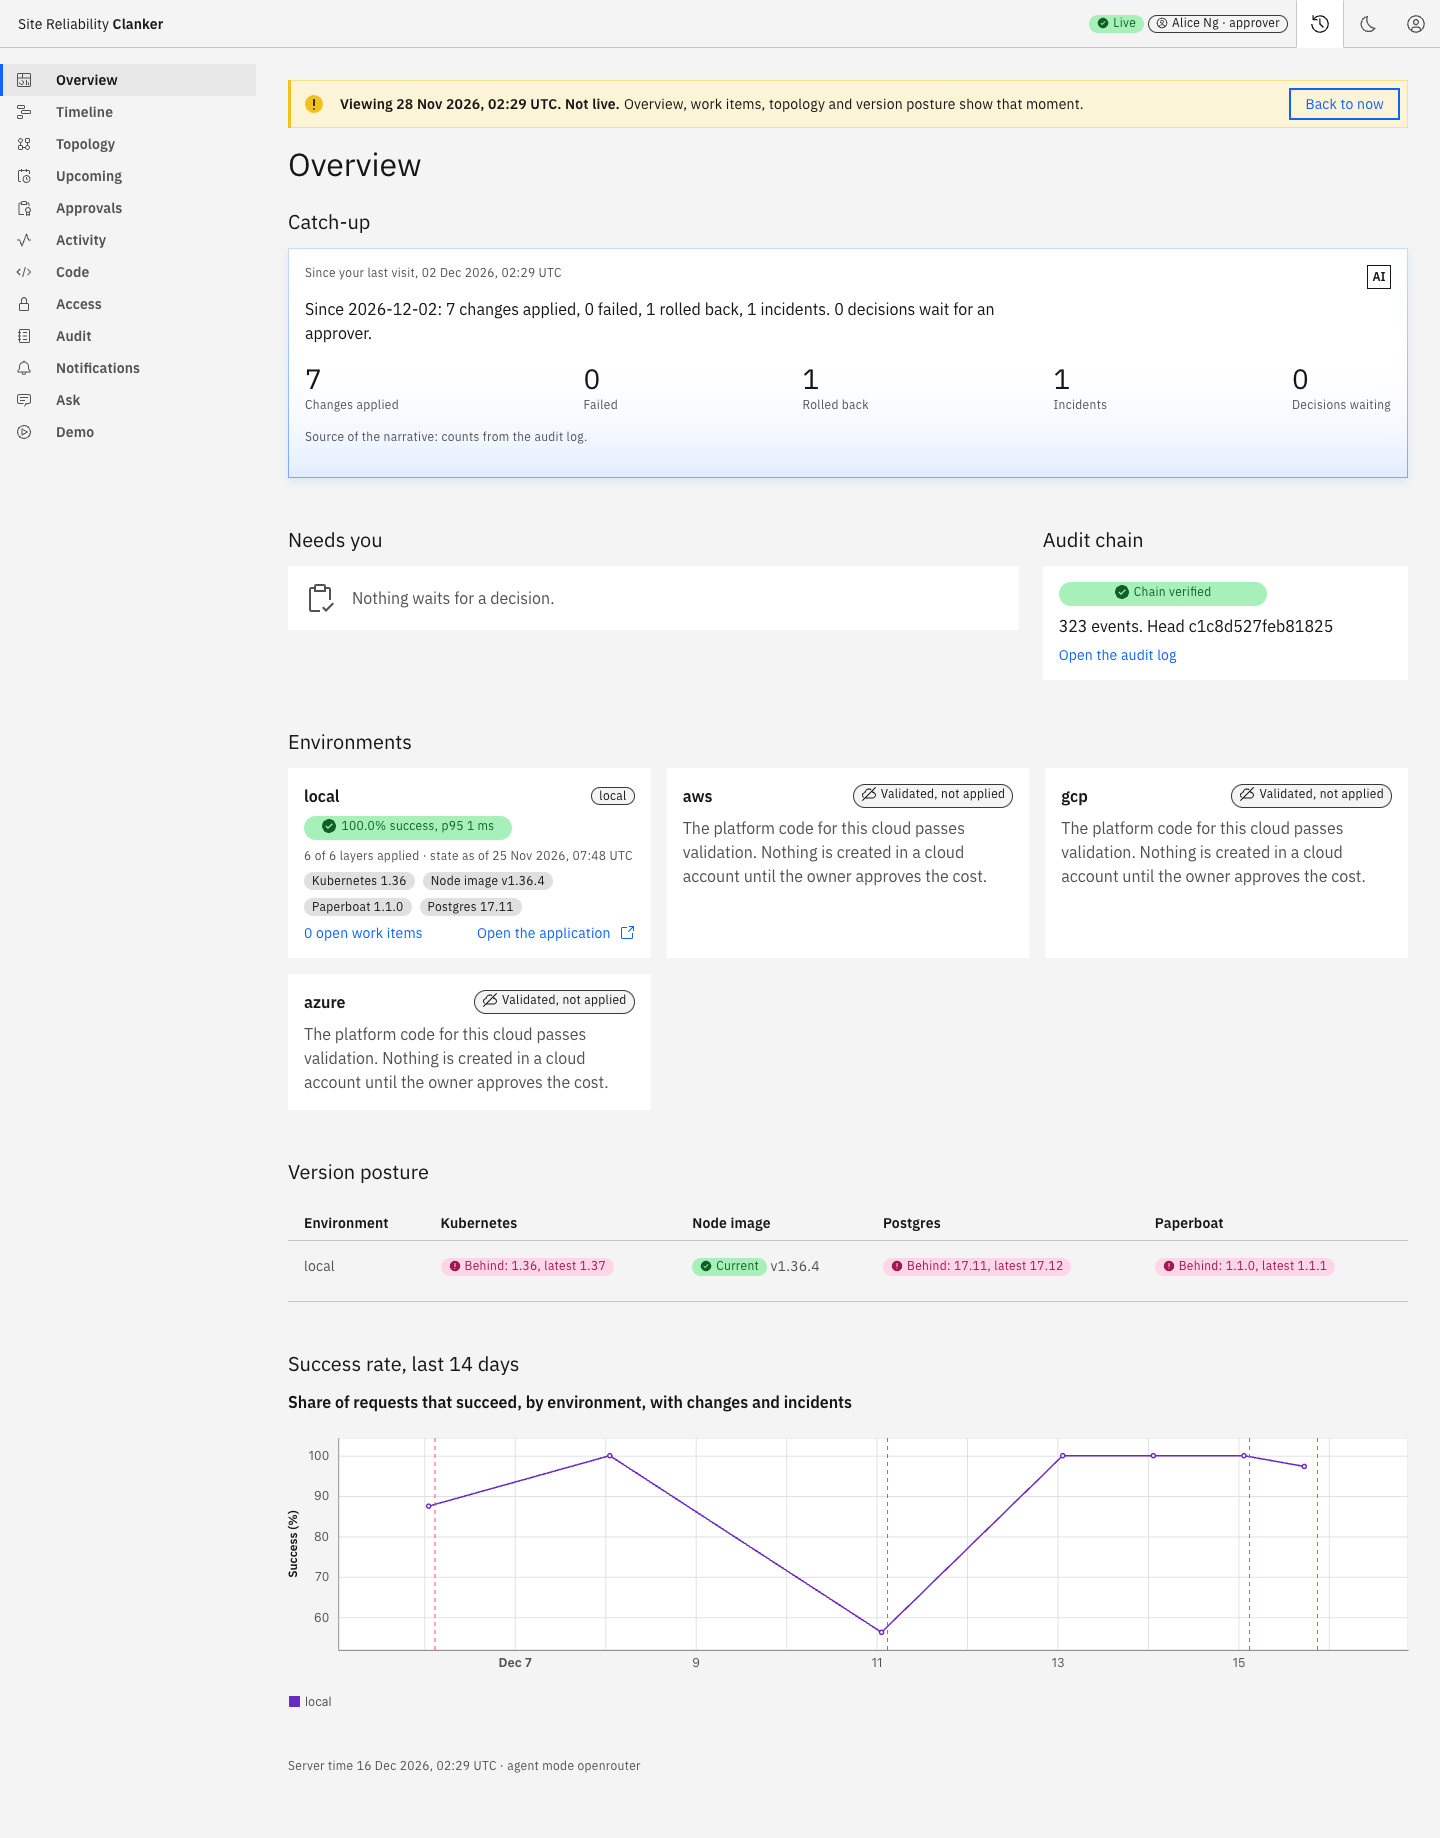 Site Reliability Clanker
Live
Alice Ng · approver
Overview
Timeline
Topology
Upcoming
Approvals
Activity
Code
Access
Audit
Notifications
Ask
Demo
Viewing 28 Nov 2026, 02:29 UTC. Not live. Overview, work items, topology and version posture show that moment.
Back to now
Overview
Catch-up
Since your last visit, 02 Dec 2026, 02:29 UTC
AI
Since 2026-12-02: 7 changes applied, 0 failed, 1 rolled back, 1 incidents. 0 decisions wait for an
approver.
7
Changes applied
0
Failed
1
Rolled back
1
Incidents
0
Decisions waiting
Source of the narrative: counts from the audit log.
Needs you
Nothing waits for a decision.
Audit chain
Chain verified
323 events. Head c1c8d527feb81825
Open the audit log
Environments
local
local
100.0% success, p95 1 ms
6 of 6 layers applied · state as of 25 Nov 2026, 07:48 UTC
Kubernetes 1.36
Node image v1.36.4
Paperboat 1.1.0
Postgres 17.11
0 open work items
Open the application
aws
Validated, not applied
The platform code for this cloud passes
validation. Nothing is created in a cloud
account until the owner approves the cost.
gcp
Validated, not applied
The platform code for this cloud passes
validation. Nothing is created in a cloud
account until the owner approves the cost.
azure
Validated, not applied
The platform code for this cloud passes
validation. Nothing is created in a cloud
account until the owner approves the cost.
Version posture
Environment Kubernetes Node image Postgres Paperboat
local Behind: 1.36, latest 1.37 Current v1.36.4 Behind: 17.11, latest 17.12 Behind: 1.1.0, latest 1.1.1
Success rate, last 14 days
Share of requests that succeed, by environment, with changes and incidents
Success (%)
100
90
80
70
60
Dec 7 9 11 13 15
local
Server time 16 Dec 2026, 02:29 UTC · agent mode openrouter